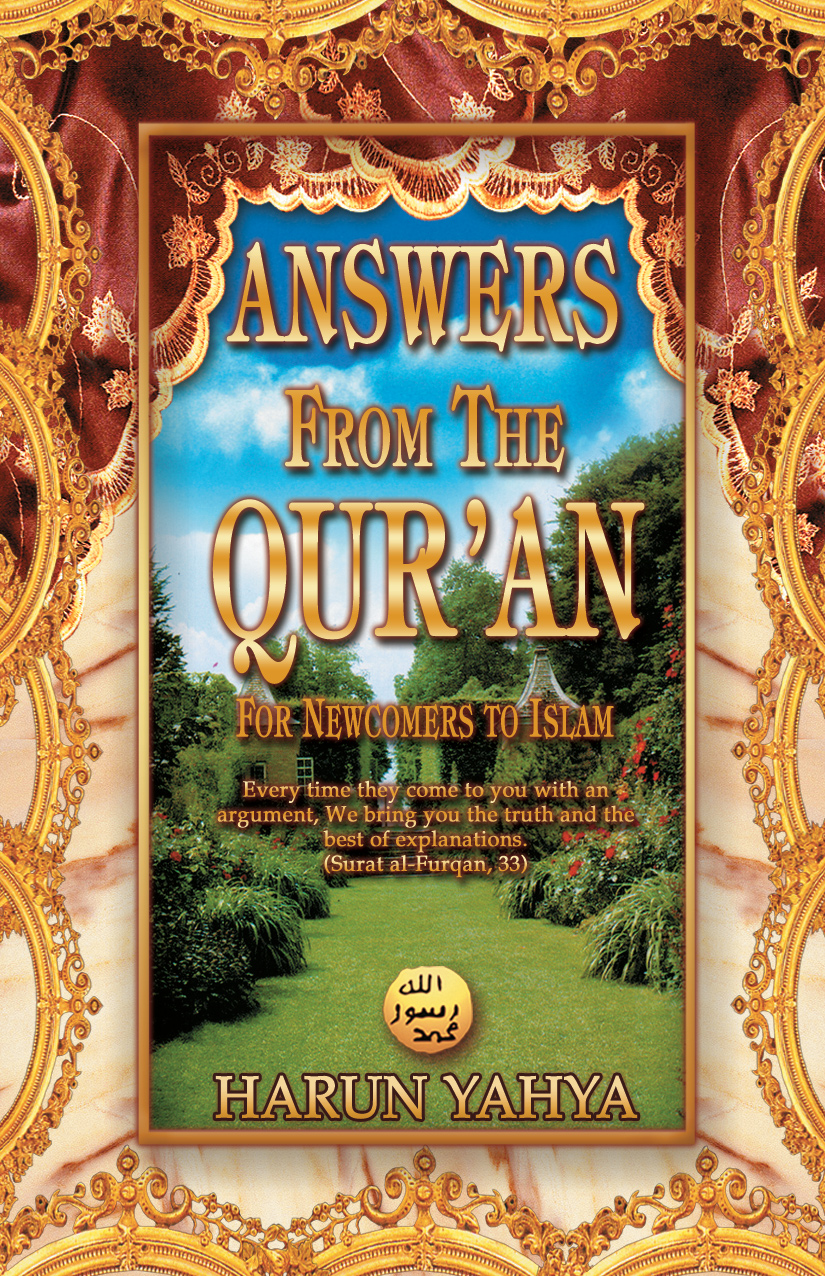 ANSWERS
FROM THE
QUR'AN
FOR NEWCOMERS TO ISLAM
Every time they come to you with an
argument, We bring you the truth and the
best of explanations.
(Surat al-Furqan, 33)
الله
رسول
محمد
HARUN YAHYA